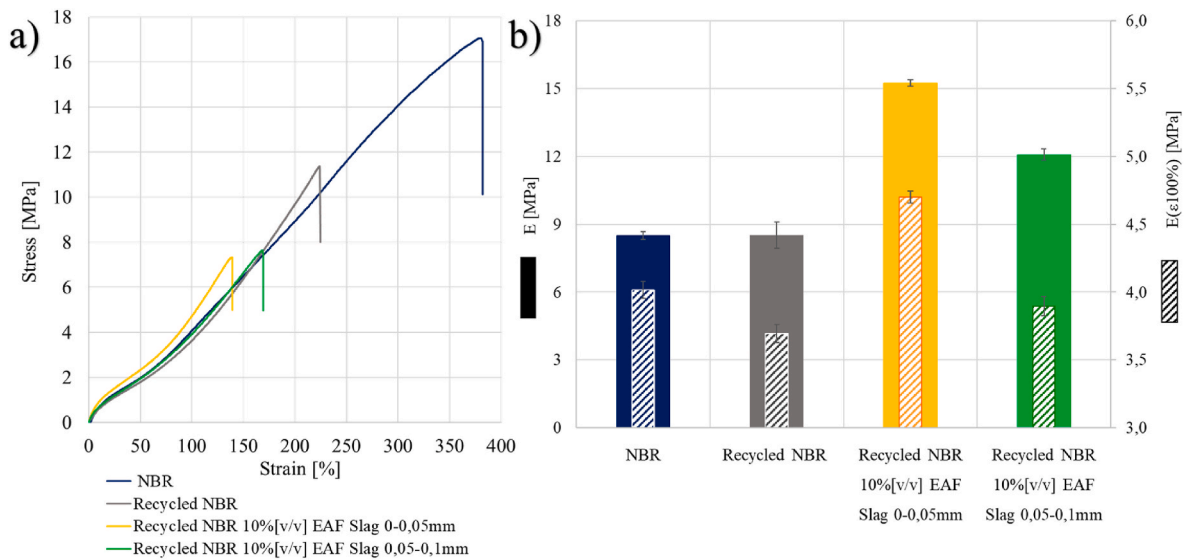 a)
18
16
14
12
10
8
6
4
2
0
Stress [MPa]
0 50 100 150 200 250 300 350 400
Strain [%]
NBR
Recycled NBR
Recycled NBR 10%[v/v] EAF Slag 0-0,05mm
Recycled NBR 10%[v/v] EAF Slag 0,05-0,1mm
b)
18
15
12
9
6
3
0
E [MPa]
6,0
5,5
5,0
4,5
4,0
3,5
3,0
E(ε100%) [MPa]
NBR
Recycled NBR
Recycled NBR
10%[v/v] EAF
Slag 0-0,05mm
Recycled NBR
10%[v/v] EAF
Slag 0,05-0,1mm